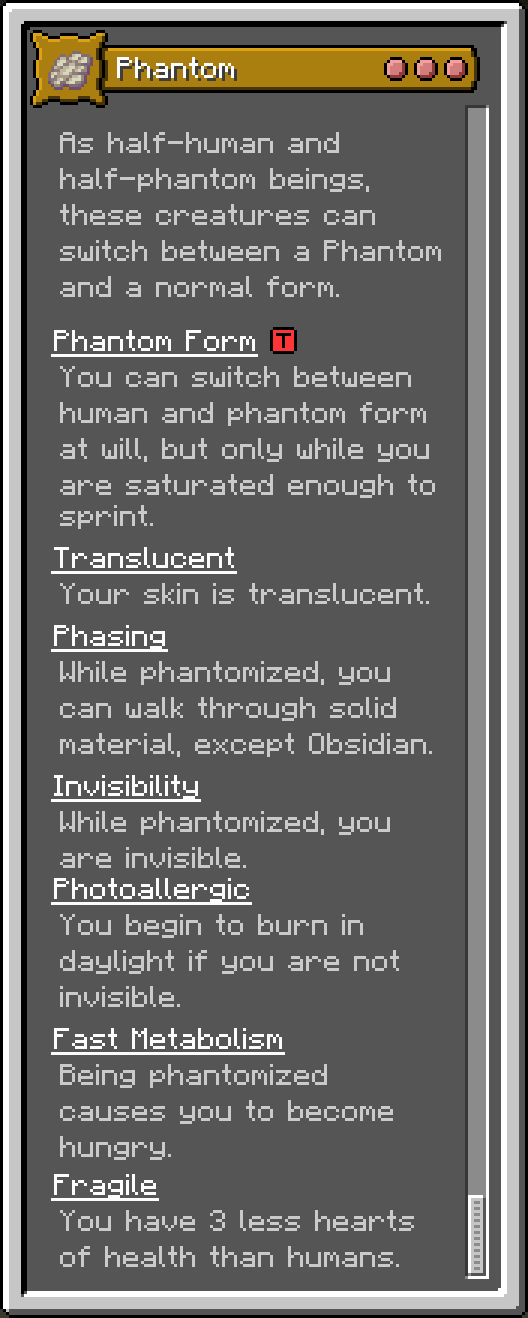 Phantom
As half-human and
half-phantom beings,
these creatures can
switch between a Phantom
and a normal form.
Phantom Form T
You can switch between
human and phantom form
at will, but only while you
are saturated enough to
sprint.
Translucent
Your skin is translucent.
Phasing
While phantomized, you
can walk through solid
material, except Obsidian.
Invisibility
While phantomized, you
are invisible.
Photoallergic
You begin to burn in
daylight if you are not
invisible.
Fast Metabolism
Being phantomized
causes you to become
hungry.
Fragile
You have 3 less hearts
of health than humans.